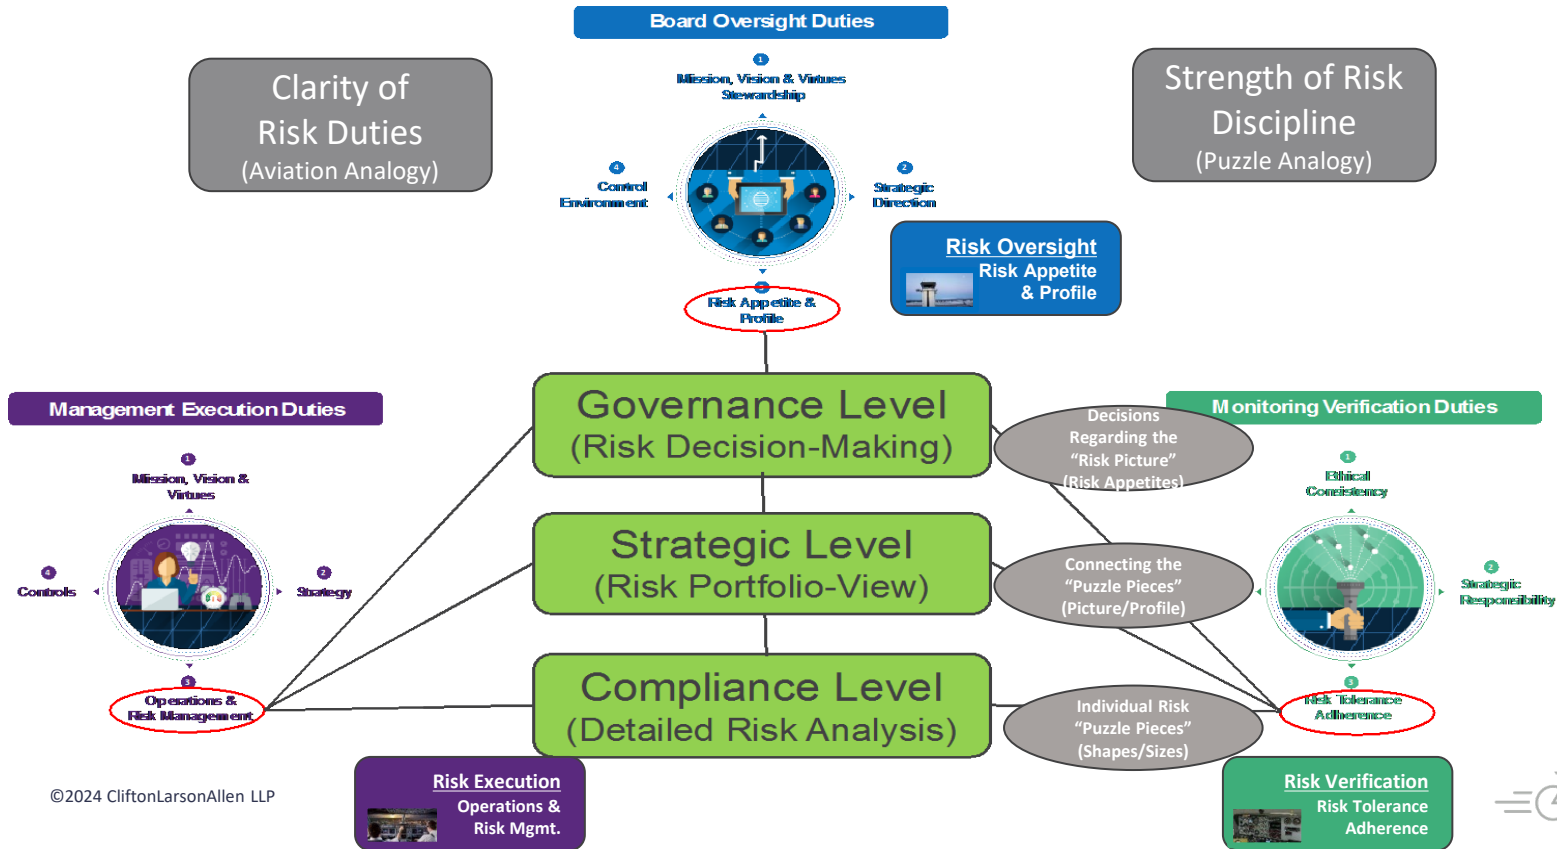 Board Oversight Duties
Clarity of
Risk Duties
(Aviation Analogy)
Strength of Risk
Discipline
(Puzzle Analogy)
1
Mission, Vision & Virtues
Stewardship
4
Control
Environment
2
Strategic
Direction
Risk Oversight
Risk Appetite
& Profile
Risk Appetite &
Profile
Management Execution Duties
Governance Level
(Risk Decision-Making)
Decisions
Regarding the
“Risk Picture”
(Risk Appetites)
Monitoring Verification Duties
1
Mission, Vision &
Virtues
4
Controls
2
Strategy
3
Operations &
Risk Management
Strategic Level
(Risk Portfolio-View)
Connecting the
“Puzzle Pieces”
(Picture/Profile)
1
Ethical
Consistency
2
Strategic
Responsibility
3
Risk Tolerance
Adherence
Compliance Level
(Detailed Risk Analysis)
Individual Risk
“Puzzle Pieces”
(Shapes/Sizes)
©2024 CliftonLarsonAllen LLP
Risk Execution
Operations &
Risk Mgmt.
Risk Verification
Risk Tolerance
Adherence